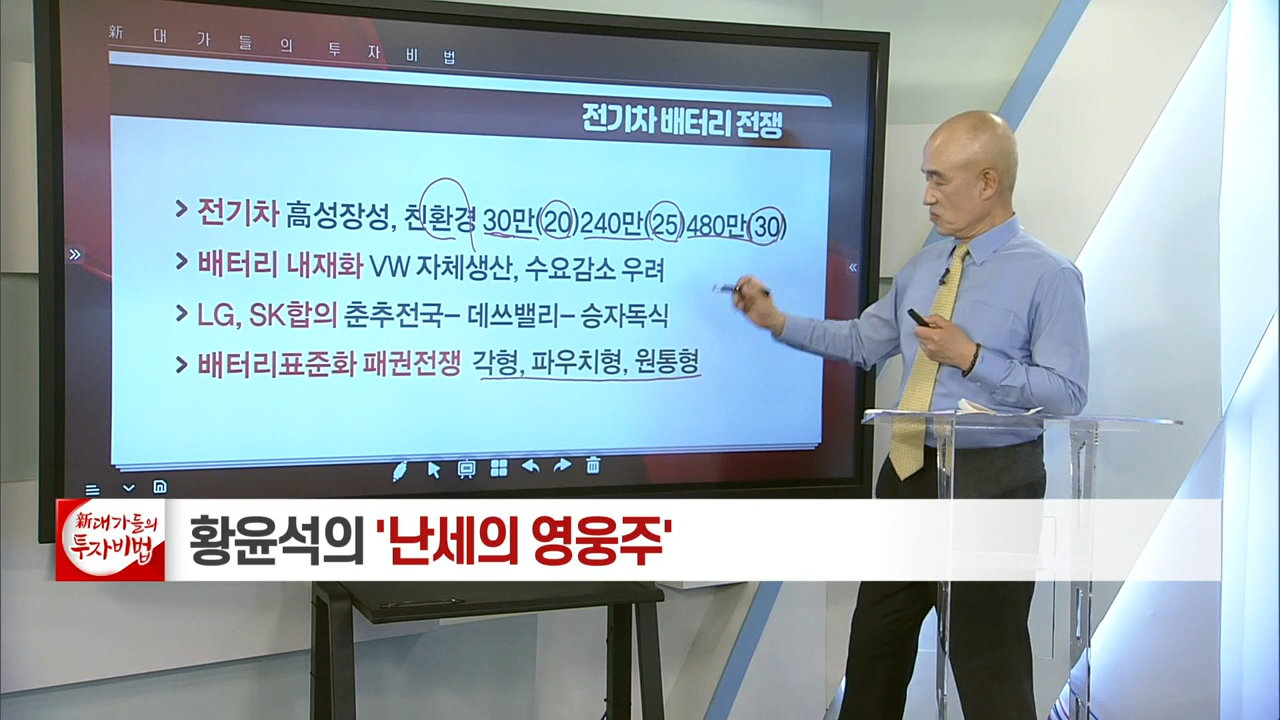 新 대가들의 투자비법
전기차 배터리 전쟁
> 전기차 高성장성, 친환경 30만(20) 240만(25) 480만(30)
> 배터리 내재화 VW 자체생산, 수요감소 우려
> LG, SK합의 춘추전국– 데쓰밸리– 승자독식
> 배터리표준화 패권전쟁 각형, 파우치형, 원통형
新대가들의
투자비법
황윤석의 '난세의 영웅주'